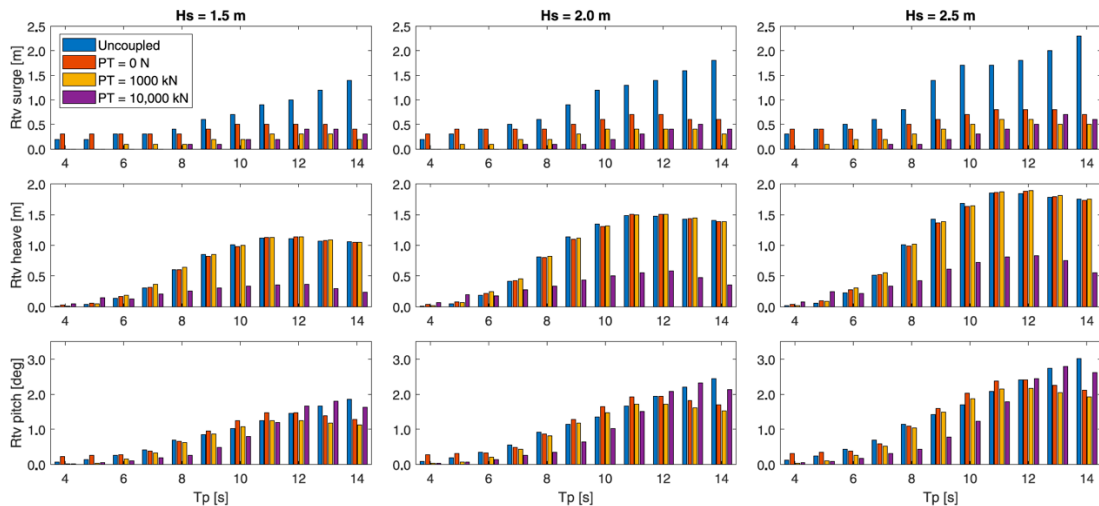 Hs = 1.5 m Hs = 2.0 m Hs = 2.5 m
Rtv surge [m]
2.5 2.0 1.5 1.0 0.5 0.0
Uncoupled
PT = 0 N
PT = 1000 kN
PT = 10,000 kN
4 6 8 10 12 14
2.5 2.0 1.5 1.0 0.5 0.0
4 6 8 10 12 14
2.5 2.0 1.5 1.0 0.5 0.0
4 6 8 10 12 14
Rtv heave [m]
2.0 1.5 1.0 0.5 0.0
4 6 8 10 12 14
2.0 1.5 1.0 0.5 0.0
4 6 8 10 12 14
2.0 1.5 1.0 0.5 0.0
4 6 8 10 12 14
Rtv pitch [deg]
3.0 2.0 1.0 0.0
4 6 8 10 12 14
Tp [s]
3.0 2.0 1.0 0.0
4 6 8 10 12 14
Tp [s]
3.0 2.0 1.0 0.0
4 6 8 10 12 14
Tp [s]